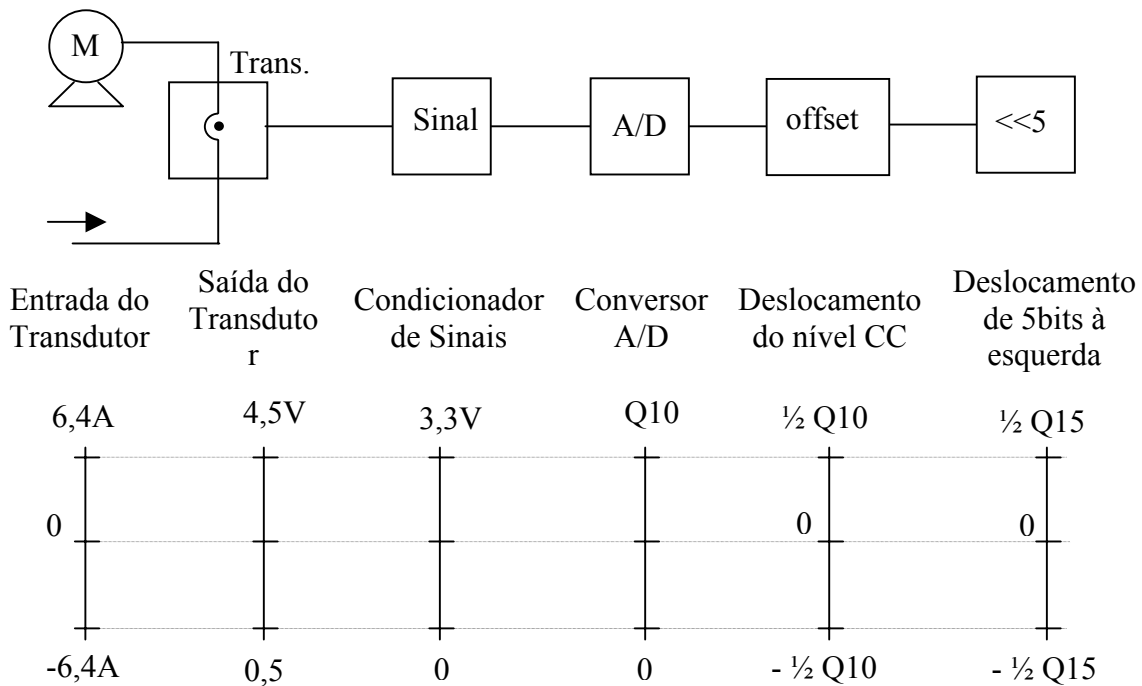 M
Trans.
Sinal
A/D
offset
<<5
Entrada do
Transdutor
Saída do
Transduto
r
Condicionador
de Sinais
Conversor
A/D
Deslocamento
do nível CC
Deslocamento
de 5bits à
esquerda
6,4A
4,5V
3,3V
Q10
½ Q10
½ Q15
0
0
0
-6,4A
0,5
0
0
- ½ Q10
- ½ Q15